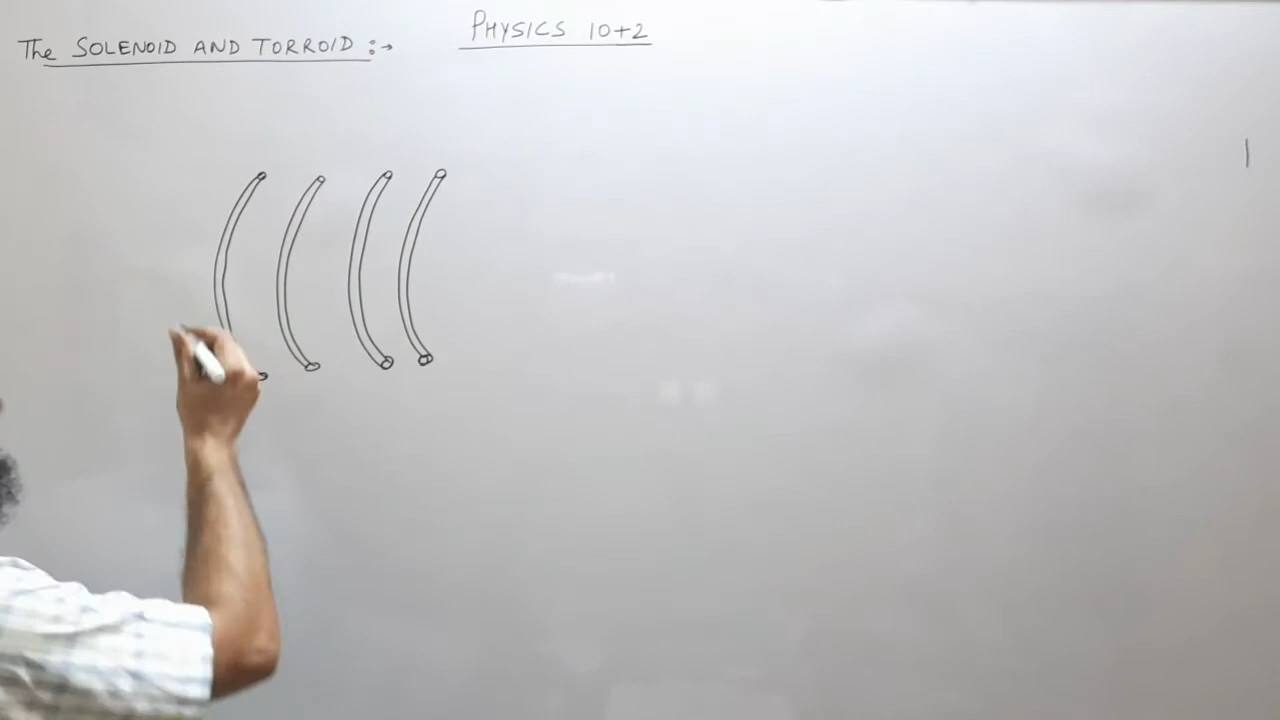 The SOLENOID AND TORROID :→
PHYSICS 10+2